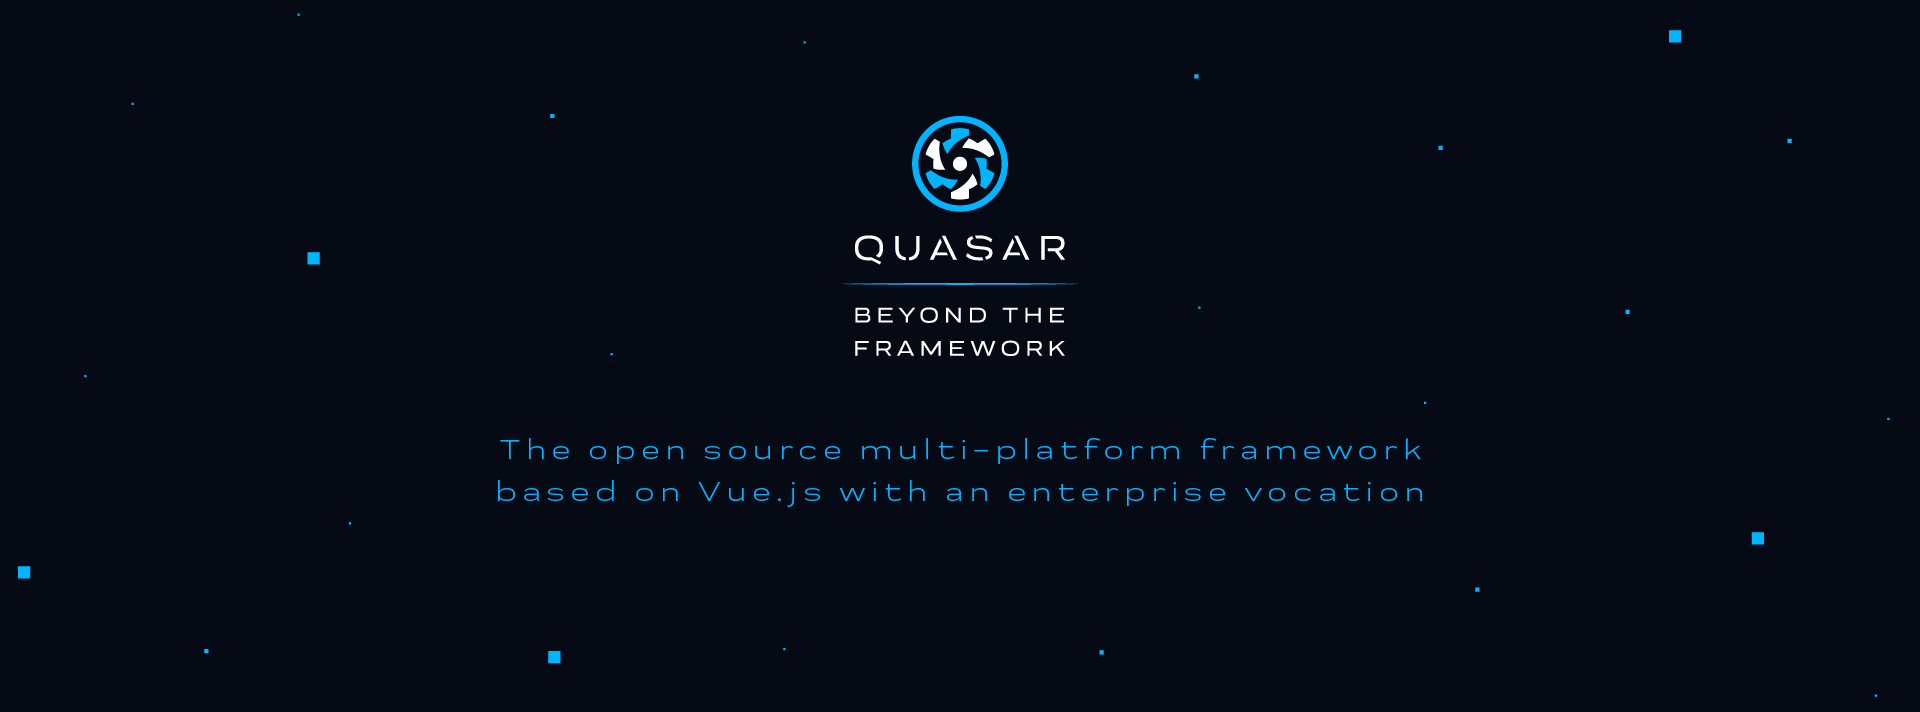 QUASAR
BEYOND THE
FRAMEWORK
The open source multi-platform framework
based on Vue.js with an enterprise vocation